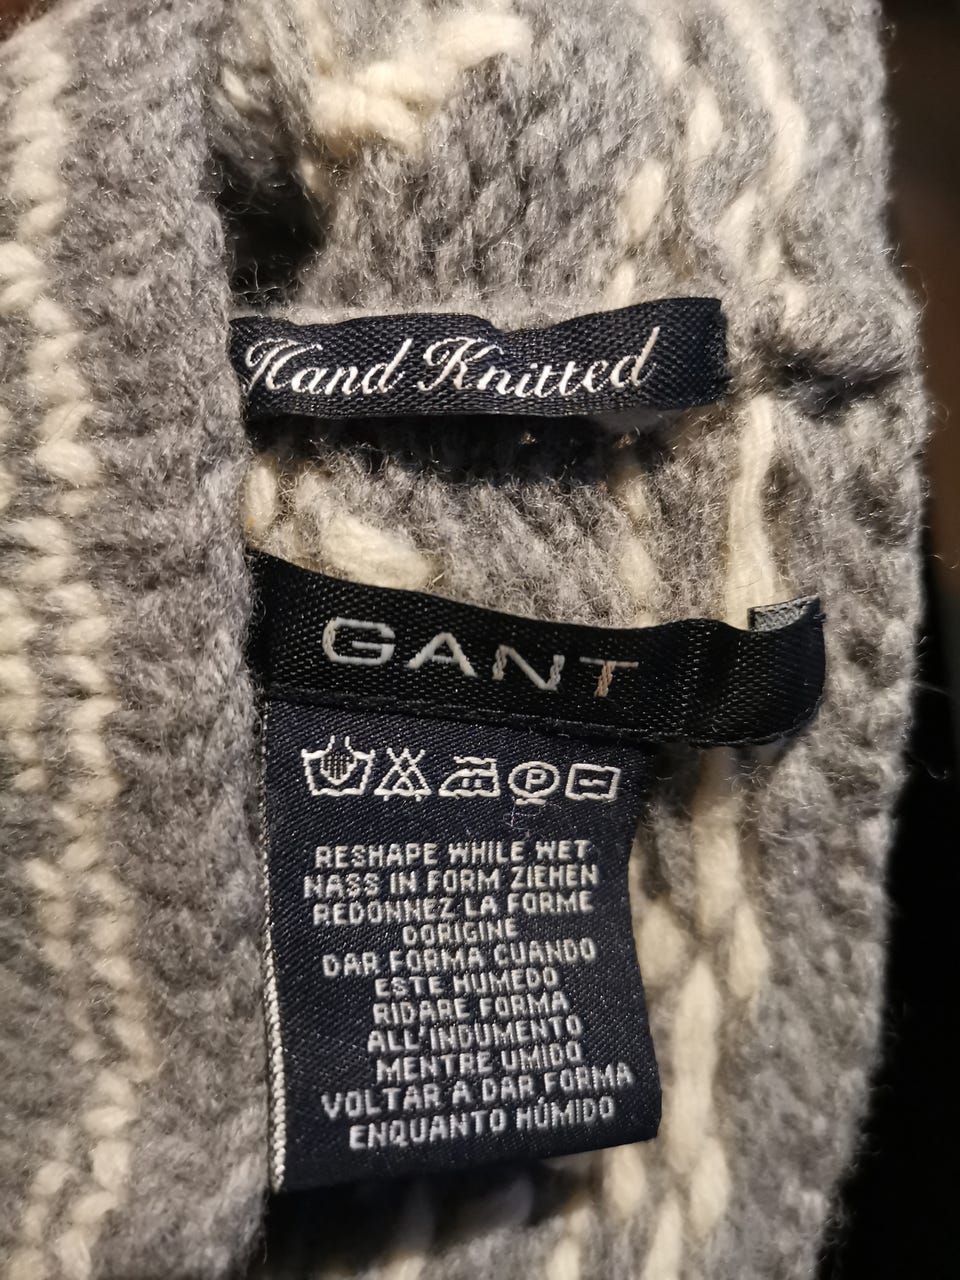 Hand Knitted
GANT
P
RESHAPE WHILE WET
NASS IN FORM ZIEHEN
REDONNEZ LA FORME
DORIGINE
DAR FORMA CUANDO
ESTE HUMEDO
RIDARE FORMA
ALL'INDUMENTO
MENTRE UMIDO
VOLTAR A DAR FORMA
ENQUANTO HÚMIDO